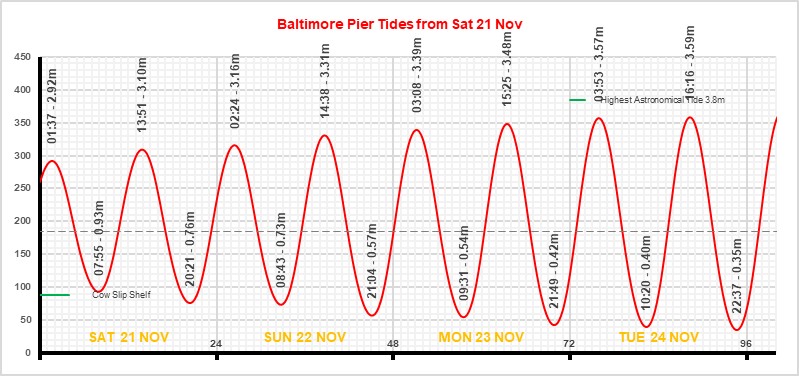 Baltimore Pier Tides from Sat 21 Nov
450
400
350
300
250
200
150
100
50
0
01:37 - 2.92m
07:55 - 0.93m
13:51 - 3.10m
20:21 - 0.76m
02:24 - 3.16m
08:43 - 0.73m
14:38 - 3.31m
21:04 - 0.57m
03:08 - 3.39m
09:31 - 0.54m
15:25 - 3.48m
21:49 - 0.42m
03:53 - 3.57m
10:20 - 0.40m
16:16 - 3.59m
22:37 - 0.35m
Highest Astronomical Tide 3.8m
Cow Slip Shelf
SAT 21 NOV
SUN 22 NOV
MON 23 NOV
TUE 24 NOV
24
48
72
96